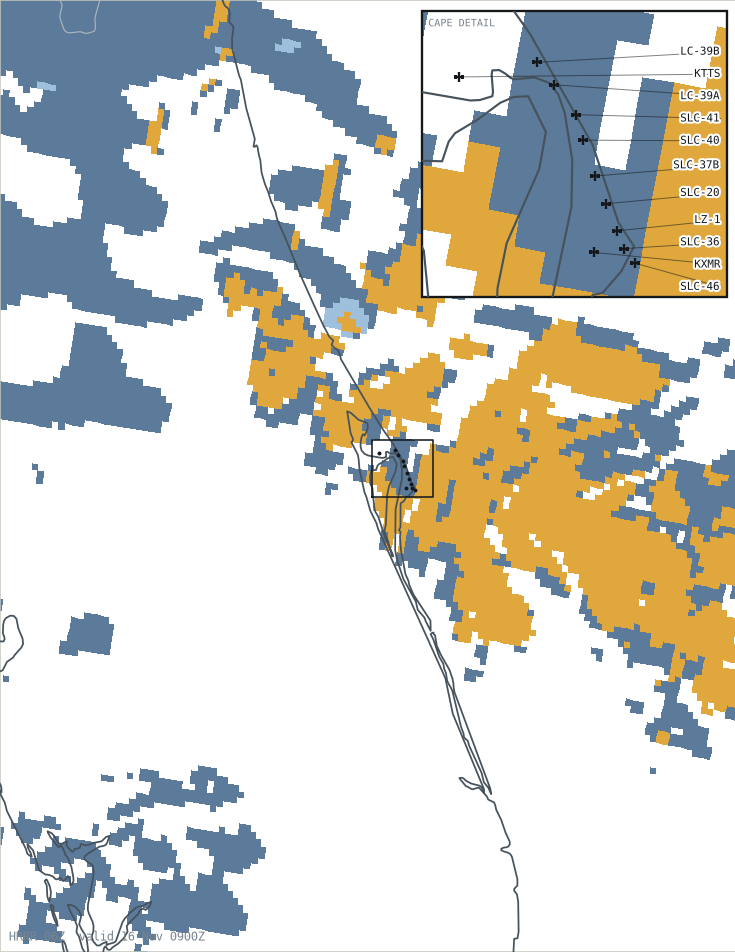 CAPE DETAIL
LC-39B
KTTS
LC-39A
SLC-41
SLC-40
SLC-37B
SLC-20
LZ-1
SLC-36
KXMR
SLC-46
valid 16 0900Z